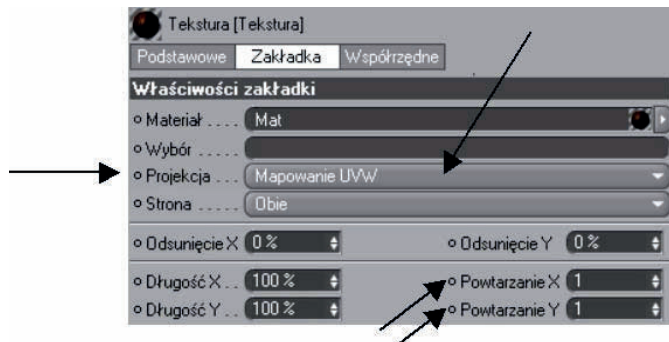 Tekstura [Tekstura]
Podstawowe Zakładka Współrzędne
Właściwości zakładki
Materiał . . . . Mat
Wybór . . . . . .
Projekcja . . . Mapowanie UVW
Strona . . . . . Obie
Odsunięcie X 0 % Odsunięcie Y 0 %
Długość X . . 100 % Powtarzanie X 1
Długość Y . . 100 % Powtarzanie Y 1